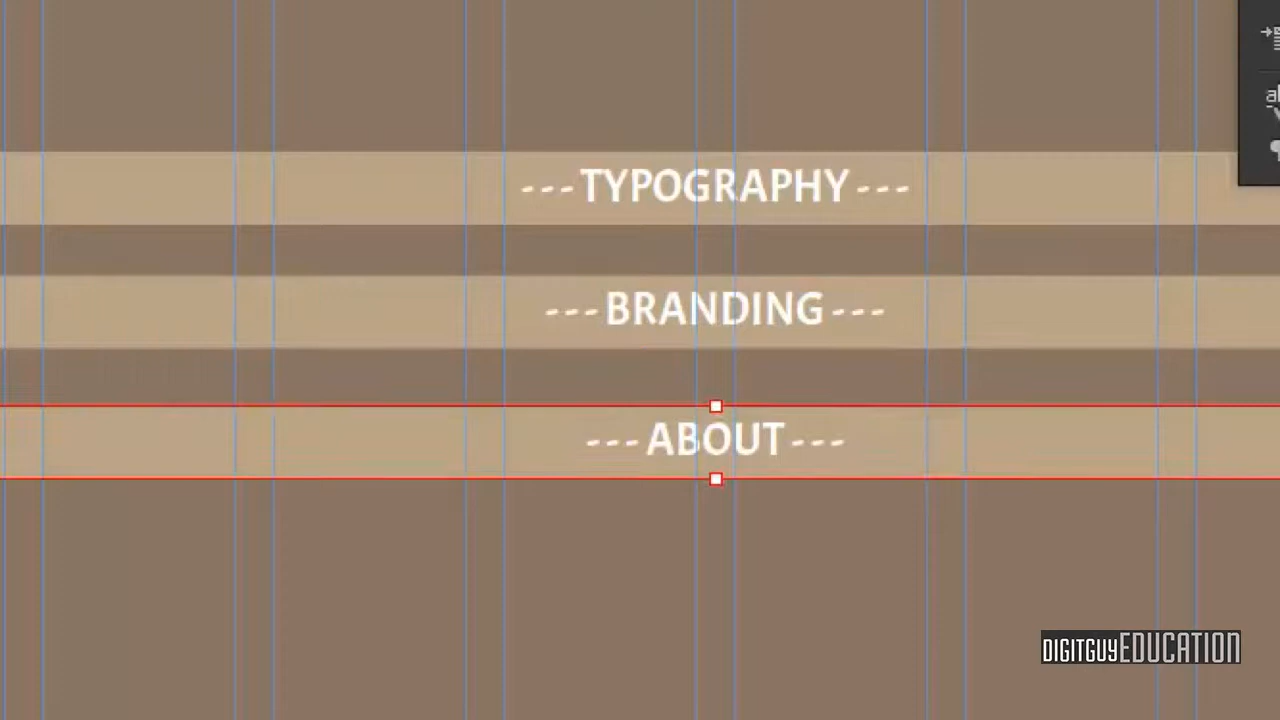 ---TYPOGRAPHY---
---BRANDING---
---ABOUT---
DIGITGUYEDUCATION